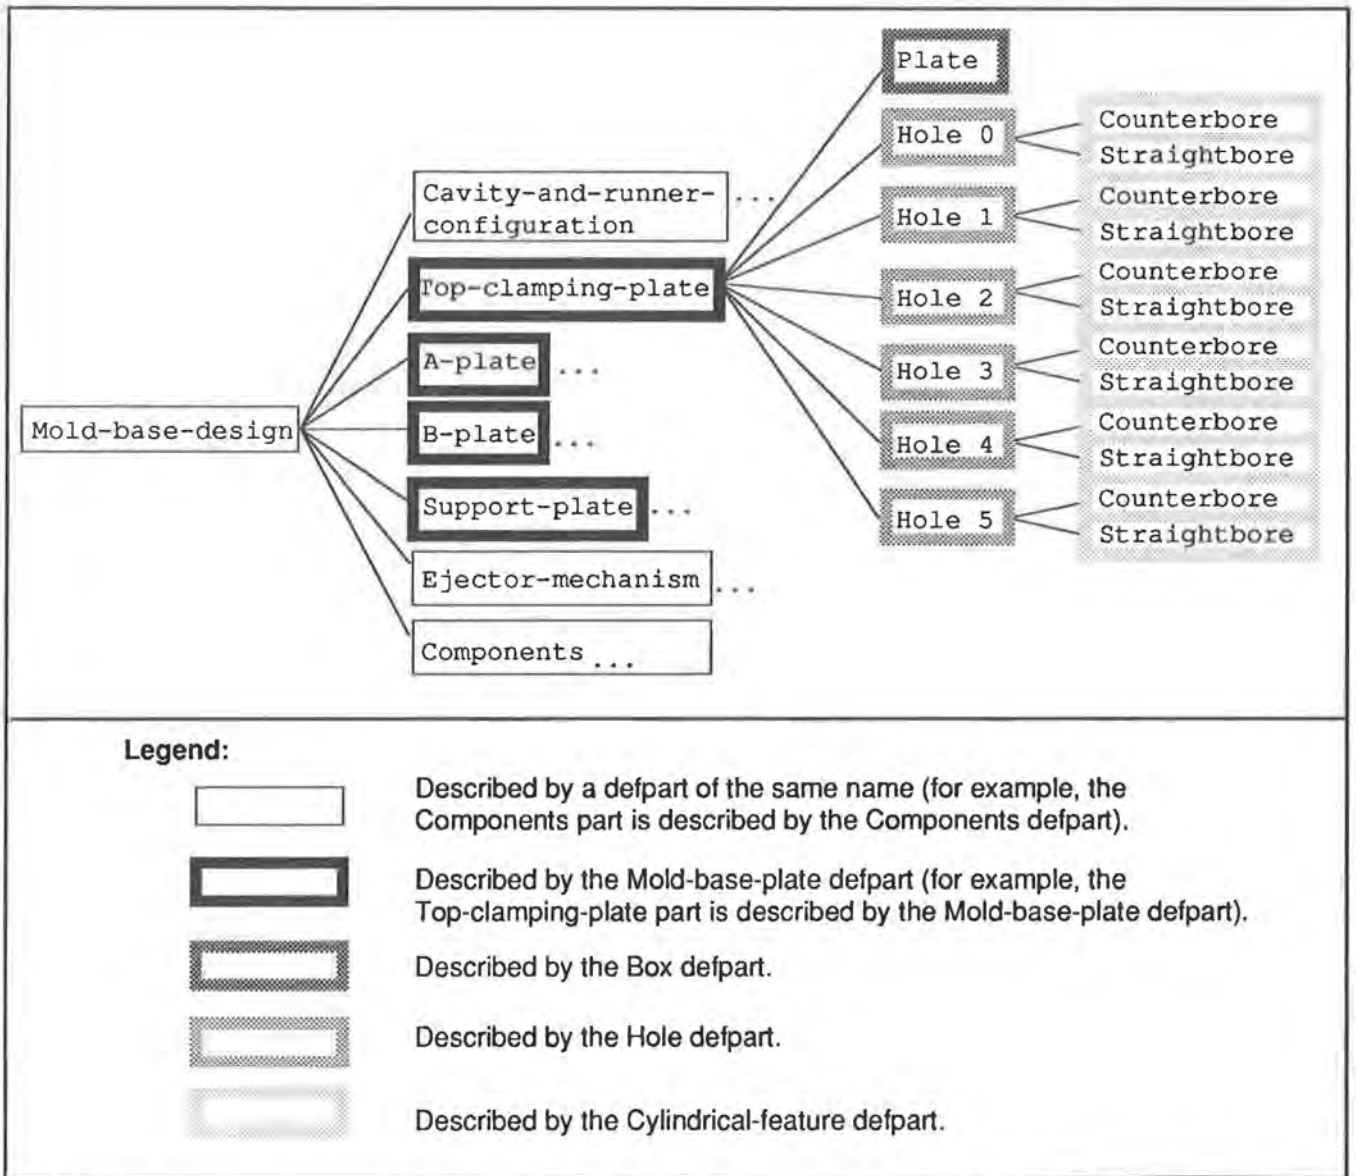 Plate
Hole 0
Counterbore
Straightbore
Cavity-and-runner-
configuration
...
Hole 1
Counterbore
Straightbore
Top-clamping-plate
Hole 2
Counterbore
Straightbore
A-plate ...
Hole 3
Counterbore
Straightbore
Mold-base-design
B-plate ...
Hole 4
Counterbore
Straightbore
Support-plate ...
Hole 5
Counterbore
Straightbore
Ejector-mechanism ...
Components ...
Legend:
Described by a defpart of the same name (for example, the
Components part is described by the Components defpart).
Described by the Mold-base-plate defpart (for example, the
Top-clamping-plate part is described by the Mold-base-plate defpart).
Described by the Box defpart.
Described by the Hole defpart.
Described by the Cylindrical-feature defpart.